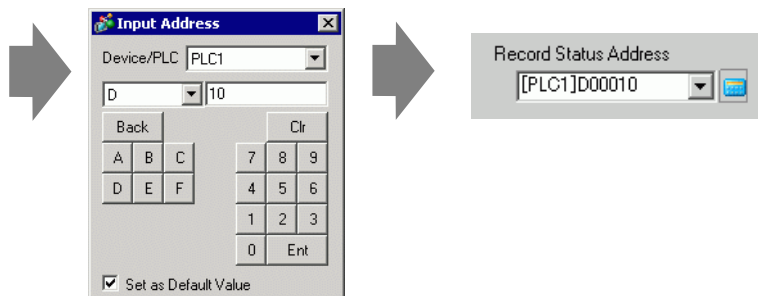 Input Address
Device/PLC PLC1
D 10
Back Clr
A B C 7 8 9
D E F 4 5 6
1 2 3
0 Ent
Set as Default Value
Record Status Address
[PLC1]D00010